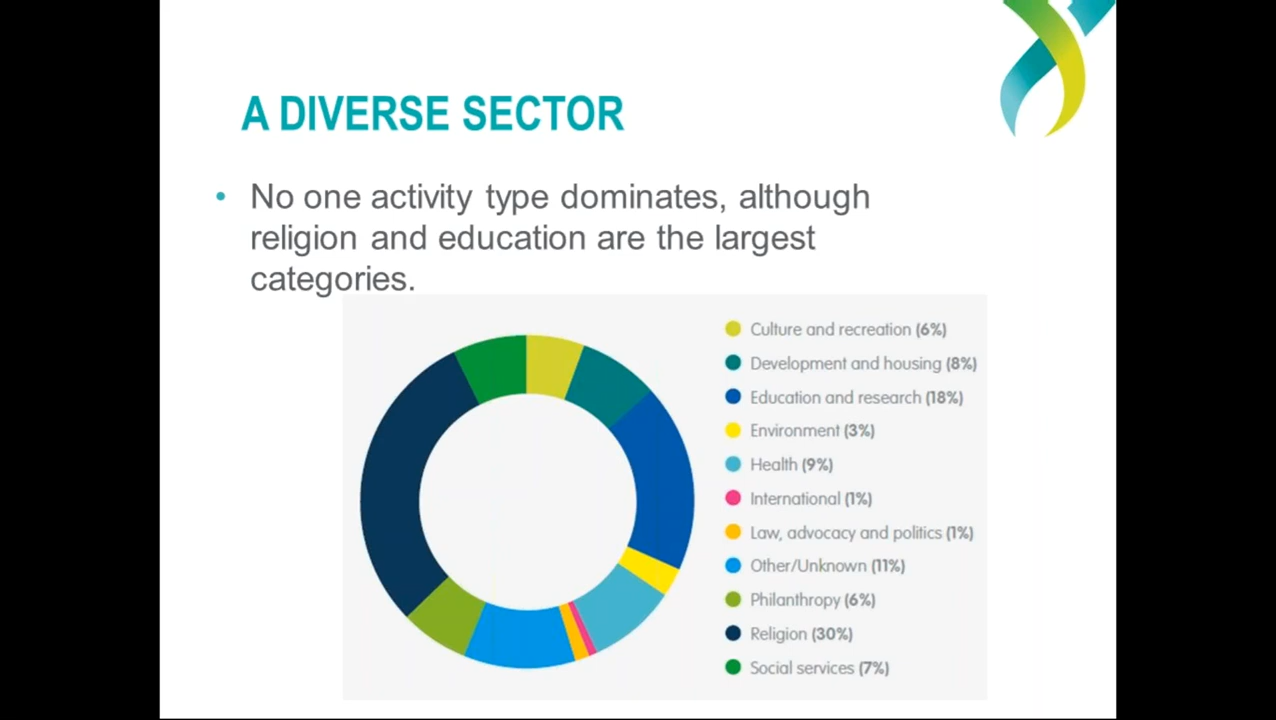 A DIVERSE SECTOR
• No one activity type dominates, although
religion and education are the largest
categories.
Culture and recreation (6%)
Development and housing (8%)
Education and research (18%)
Environment (3%)
Health (9%)
International (1%)
Law, advocacy and politics (1%)
Other/Unknown (11%)
Philanthropy (6%)
Religion (30%)
Social services (7%)